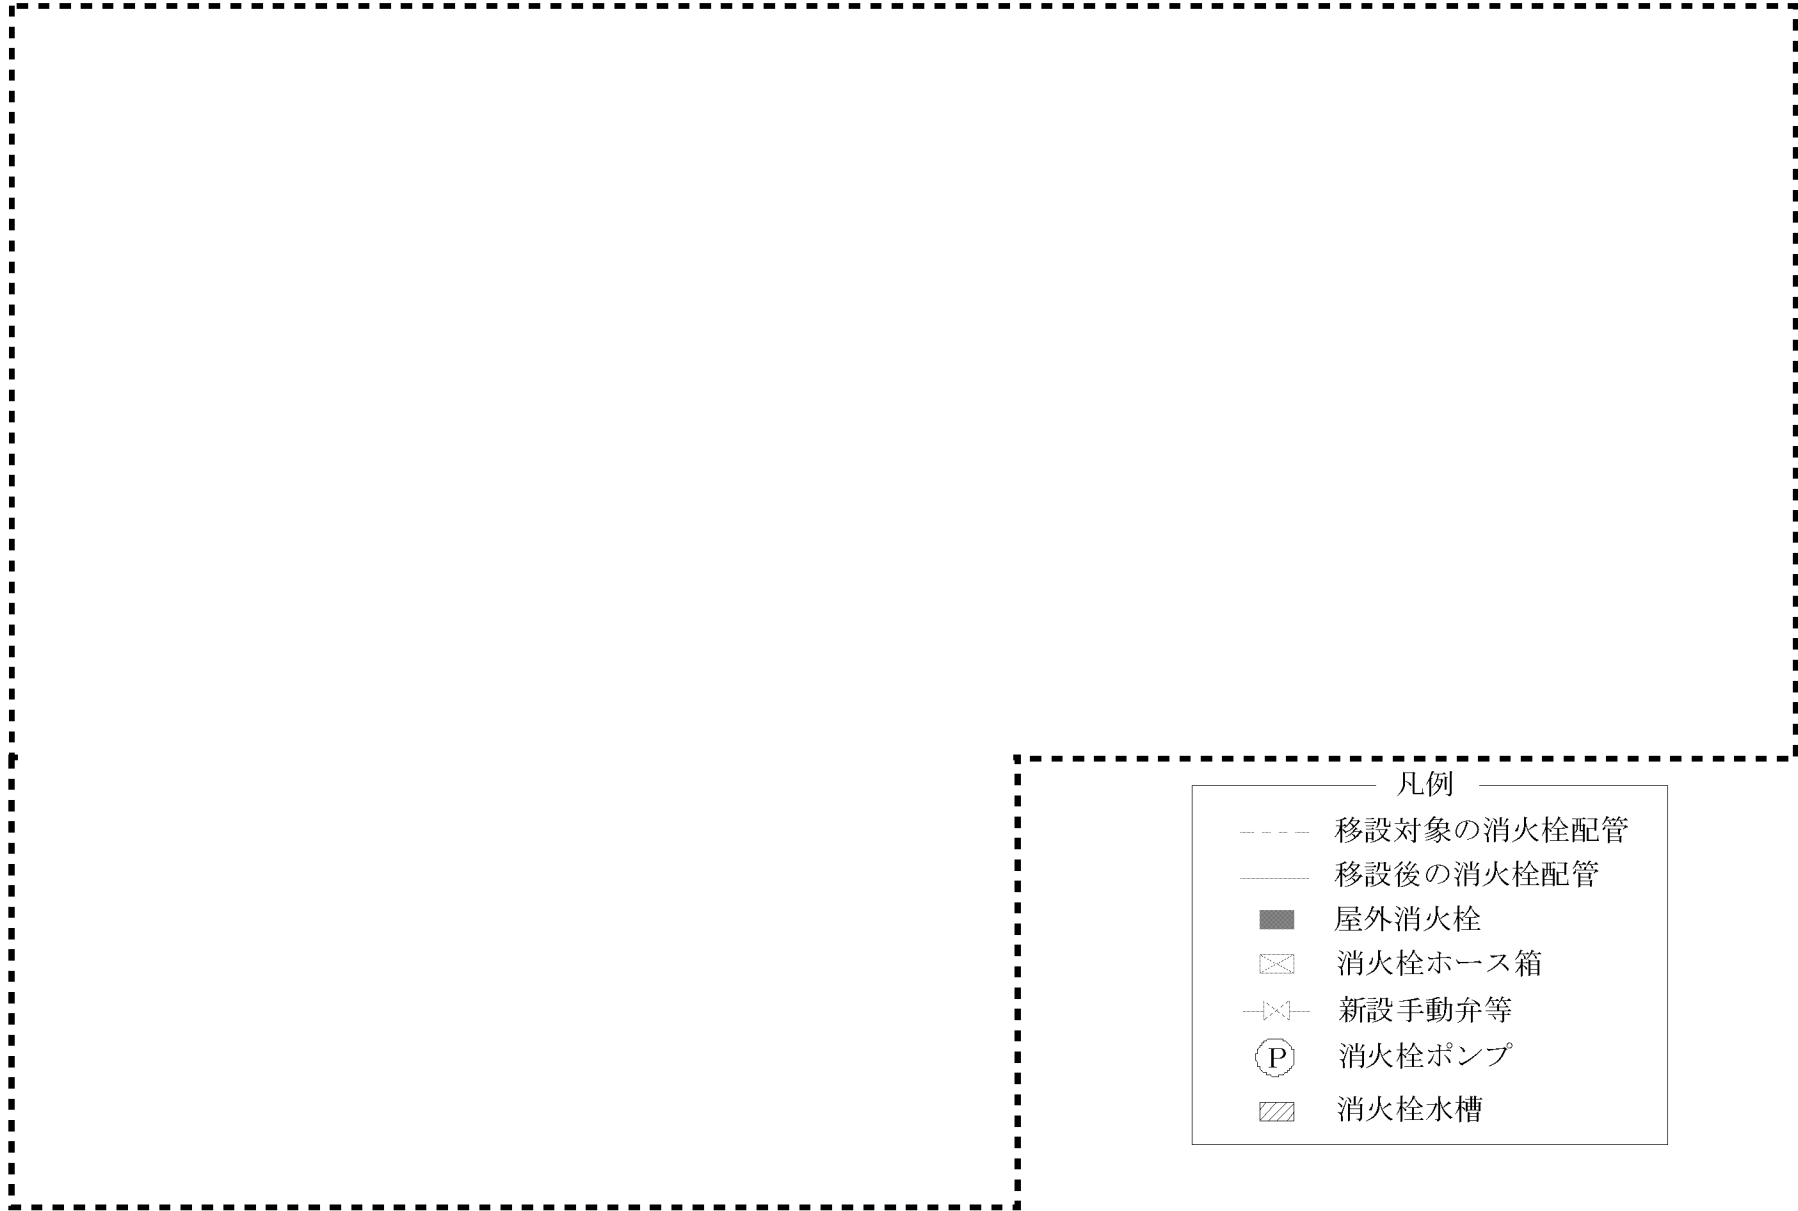 凡例
移設対象の消火栓配管
移設後の消火栓配管
屋外消火栓
消火栓ホース箱
新設手動弁等
P 消火栓ポンプ
消火栓水槽